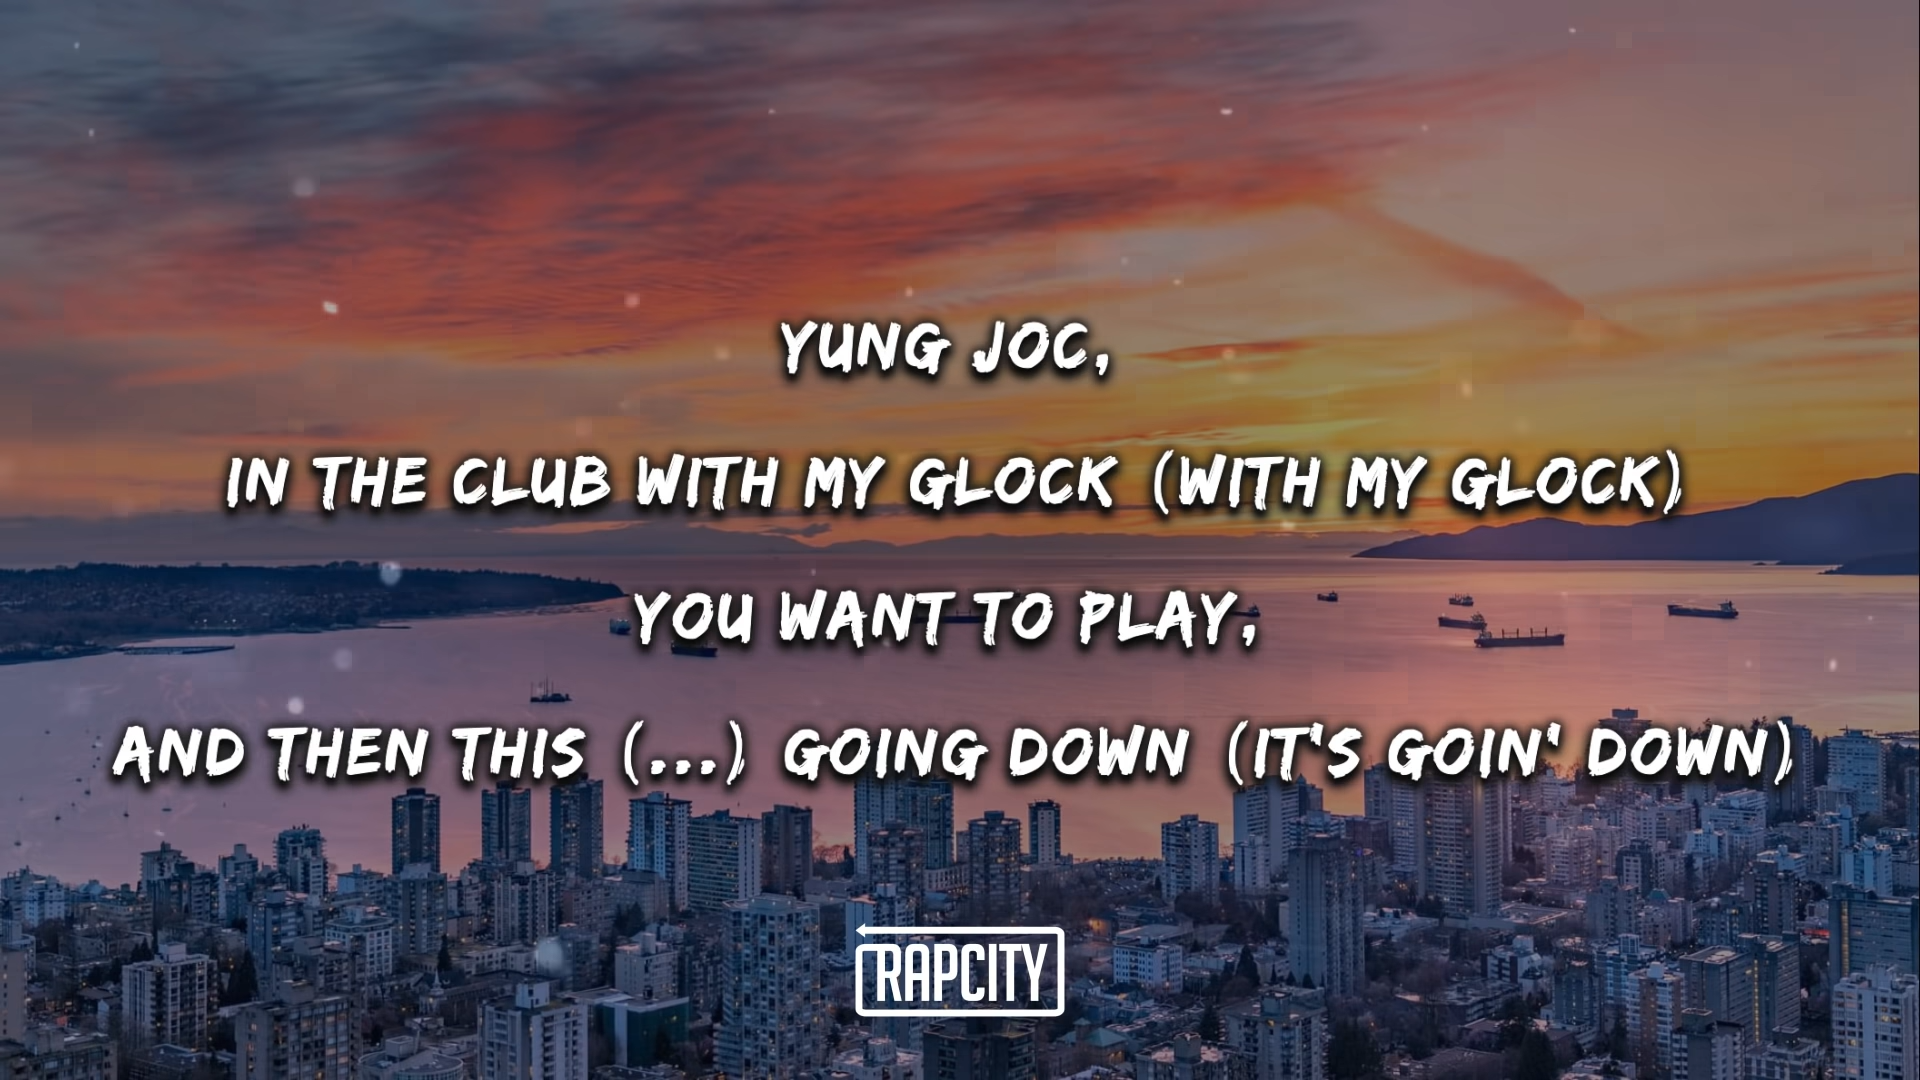 YUNG JOC,
IN THE CLUB WITH MY GLOCK (WITH MY GLOCK)
YOU WANT TO PLAY,
AND THEN THIS (...) GOING DOWN (IT'S GOIN' DOWN)
RAPCITY